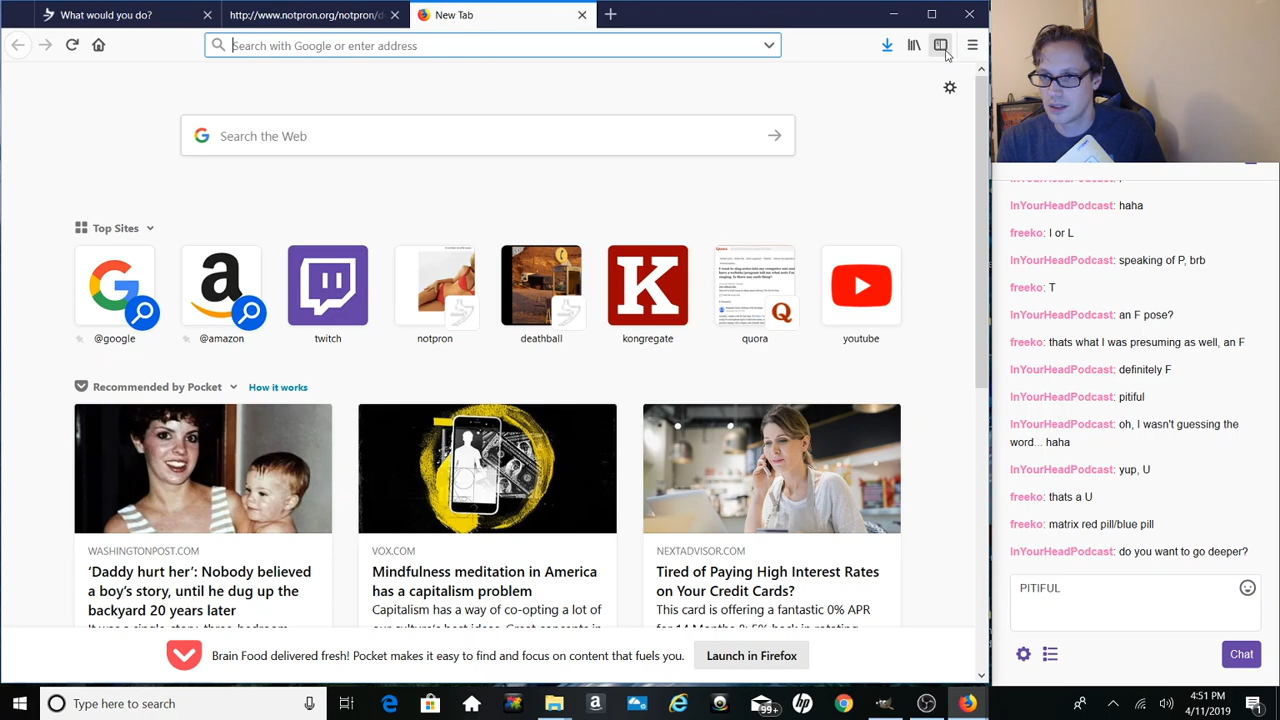 What would you do?
http://www.notpron.org/notpron/d
New Tab
Search with Google or enter address
Search the Web
Top Sites
@google
@amazon
twitch
notpron
deathball
kongregate
quora
youtube
Recommended by Pocket
How it works
WASHINGTONPOST.COM
‘Daddy hurt her’: Nobody believed
a boy’s story, until he dug up the
backyard 20 years later
VOX.COM
Mindfulness meditation in America
has a capitalism problem
Capitalism has a way of co-opting a lot of
NEXTADVISOR.COM
Tired of Paying High Interest Rates
on Your Credit Cards?
This card is offering a fantastic 0% APR
Brain Food delivered fresh! Pocket makes it easy to find and focus on content that fuels you.
Launch in Firefox
InYourHeadPodcast: haha
freeko: I or L
InYourHeadPodcast: speaking of P, brb
freeko: T
InYourHeadPodcast: an F pose?
freeko: thats what I was presuming as well, an F
InYourHeadPodcast: definitely F
InYourHeadPodcast: pitiful
InYourHeadPodcast: oh, I wasn't guessing the
word... haha
InYourHeadPodcast: yup, U
freeko: thats a U
freeko: matrix red pill/blue pill
InYourHeadPodcast: do you want to go deeper?
PITIFUL
Chat
Type here to search
99+
4:51 PM
4/11/2019